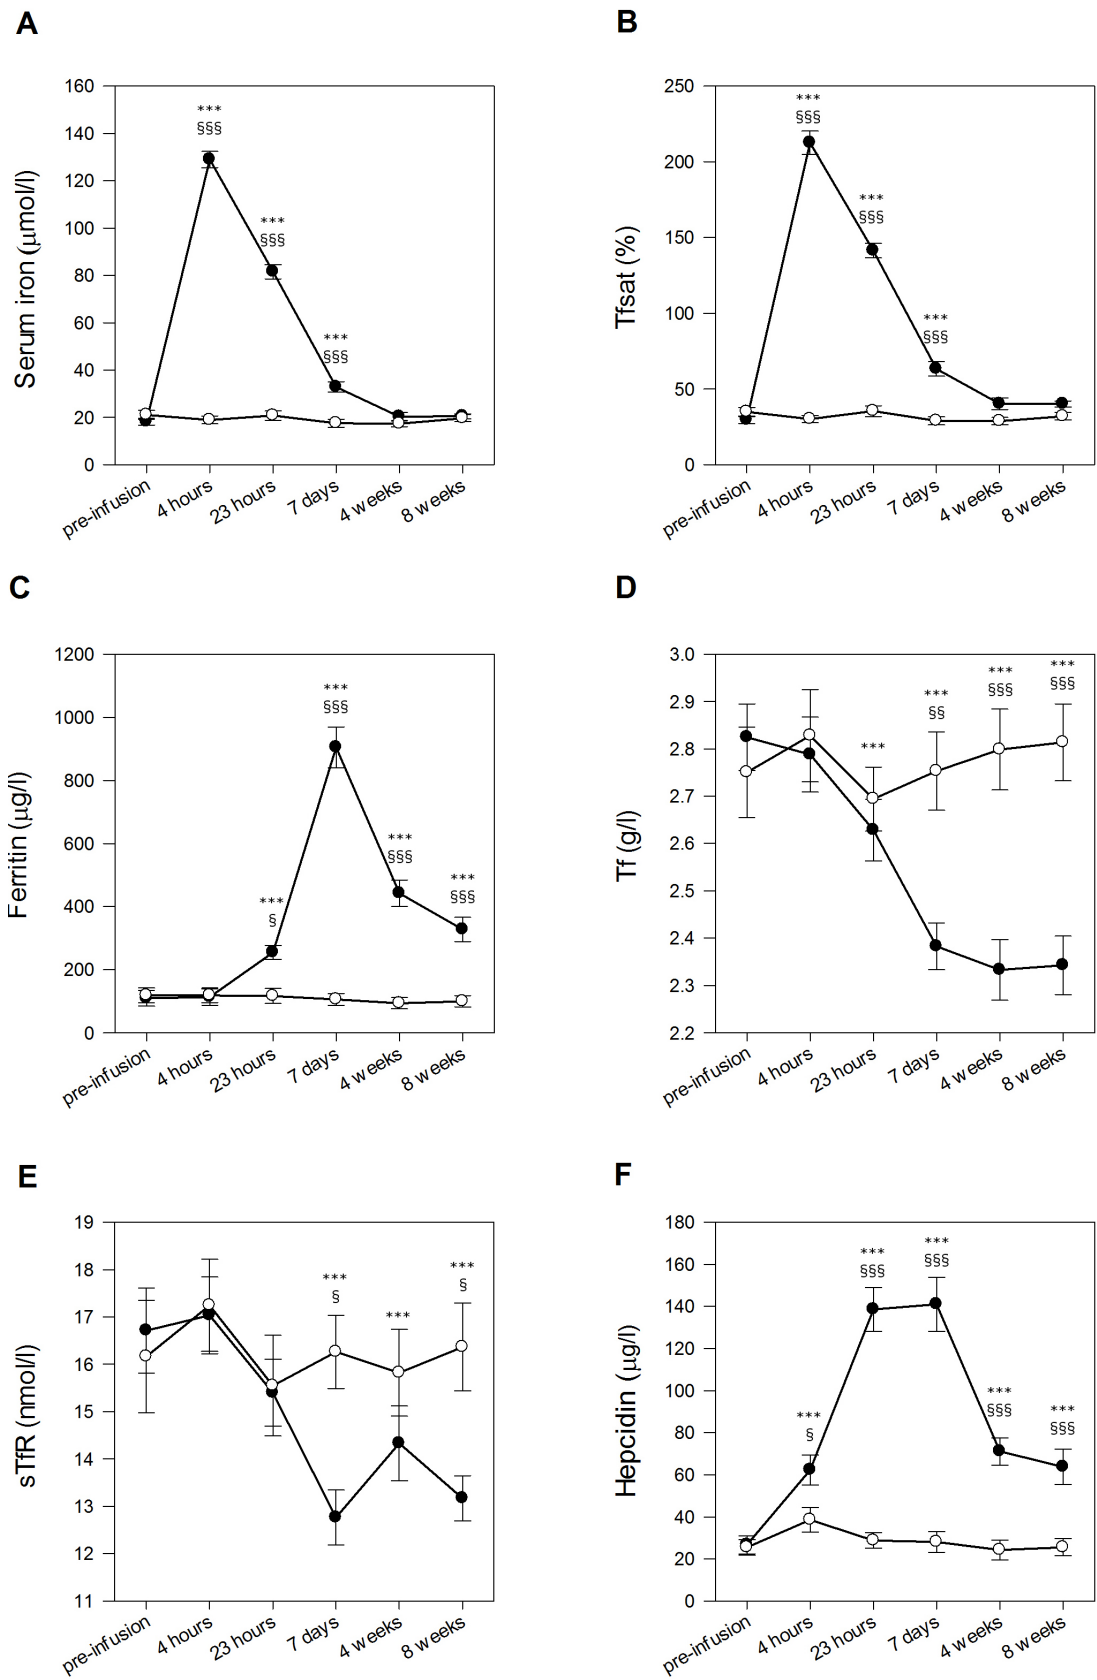 A
Serum iron (μmol/l)
160
140
120
100
80
60
40
20
0
***
§§§
***
§§§
***
§§§
pre-infusion
4 hours
23 hours
7 days
4 weeks
8 weeks
B
Tfsat (%)
250
200
150
100
50
0
***
§§§
***
§§§
***
§§§
pre-infusion
4 hours
23 hours
7 days
4 weeks
8 weeks
C
Ferritin (μg/l)
1200
1000
800
600
400
200
0
***
§
***
§§§
***
§§§
***
§§§
pre-infusion
4 hours
23 hours
7 days
4 weeks
8 weeks
D
Tf (g/l)
3.0
2.9
2.8
2.7
2.6
2.5
2.4
2.3
2.2
***
***
§§
***
§§§
***
§§§
pre-infusion
4 hours
23 hours
7 days
4 weeks
8 weeks
E
sTfR (nmol/l)
19
18
17
16
15
14
13
12
11
***
§
***
***
§
pre-infusion
4 hours
23 hours
7 days
4 weeks
8 weeks
F
Hepcidin (μg/l)
180
160
140
120
100
80
60
40
20
0
***
§
***
§§§
***
§§§
***
§§§
***
§§§
pre-infusion
4 hours
23 hours
7 days
4 weeks
8 weeks